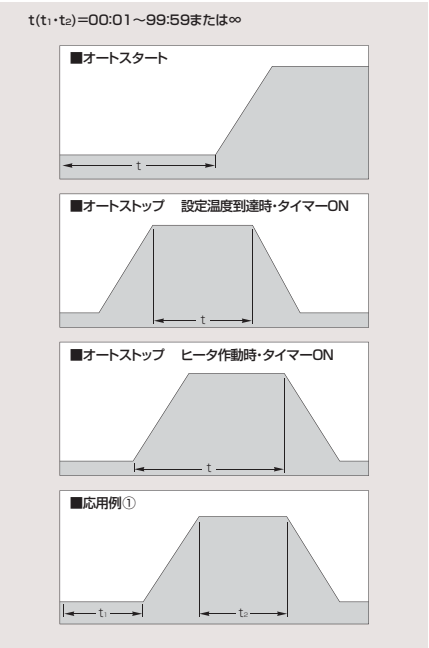 t(t₁・t₂)=00:01～99:59または∞
■オートスタート
t
■オートストップ 設定温度到達時・タイマーON
t
■オートストップ ヒータ作動時・タイマーON
t
■応用例①
t₁ t₂